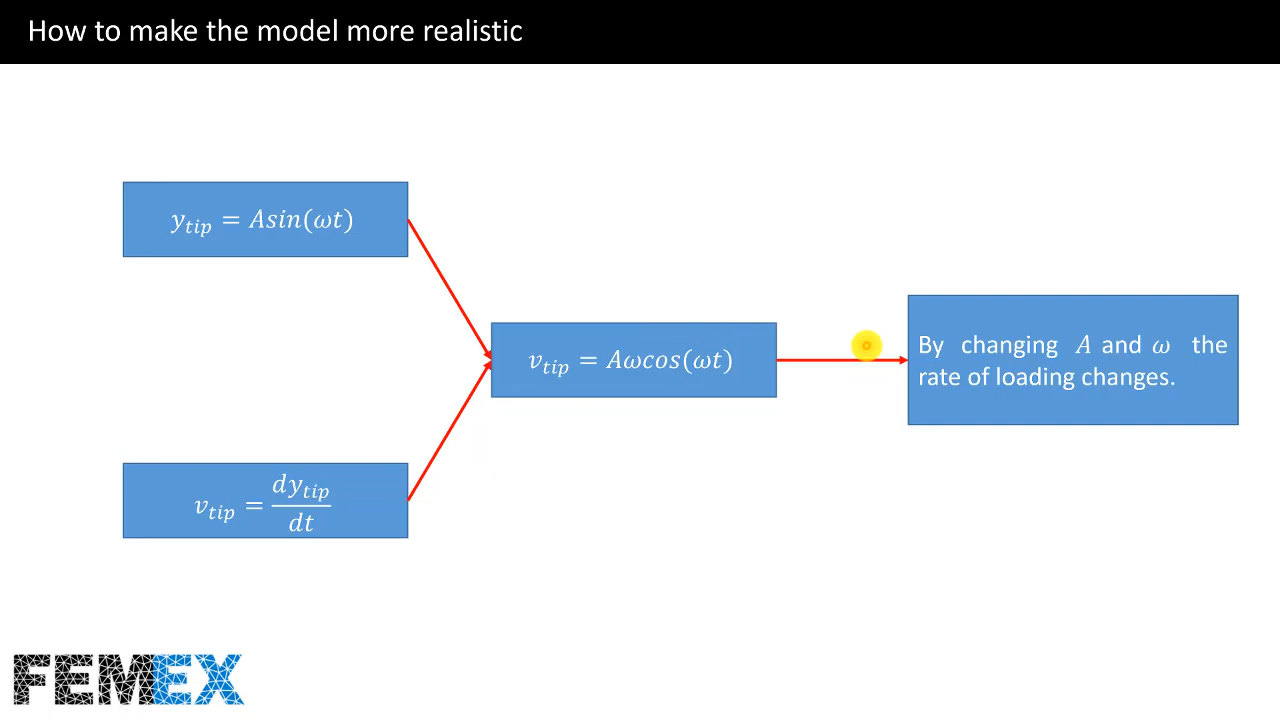 How to make the model more realistic
y_tip = Asin(ωt)
v_tip = Aωcos(ωt)
By changing A and ω the
rate of loading changes.
v_tip = dy_tip/dt
FEMEX